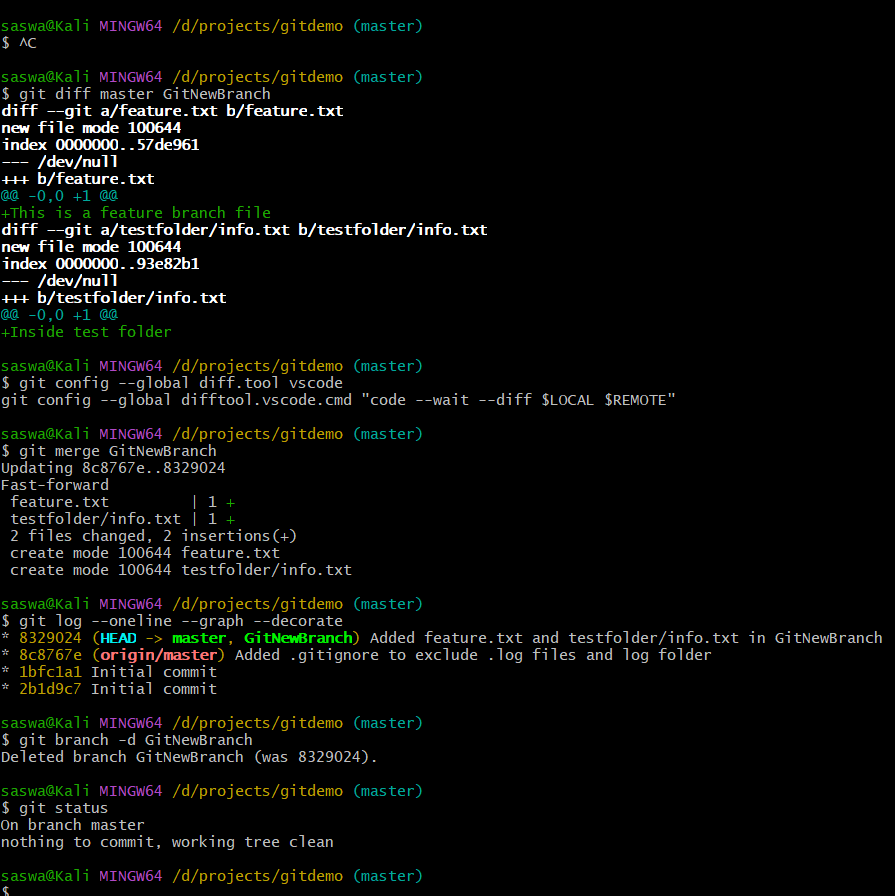 saswa@Kali MINGW64 /d/projects/gitdemo (master)
$ ^C
saswa@Kali MINGW64 /d/projects/gitdemo (master)
$ git diff master GitNewBranch
diff --git a/feature.txt b/feature.txt
new file mode 100644
index 0000000..57de961
--- /dev/null
+++ b/feature.txt
@@ -0,0 +1 @@
+This is a feature branch file
diff --git a/testfolder/info.txt b/testfolder/info.txt
new file mode 100644
index 0000000..93e82b1
--- /dev/null
+++ b/testfolder/info.txt
@@ -0,0 +1 @@
+Inside test folder
saswa@Kali MINGW64 /d/projects/gitdemo (master)
$ git config --global diff.tool vscode
git config --global difftool.vscode.cmd "code --wait --diff $LOCAL $REMOTE"
saswa@Kali MINGW64 /d/projects/gitdemo (master)
$ git merge GitNewBranch
Updating 8c8767e..8329024
Fast-forward
 feature.txt         | 1 +
 testfolder/info.txt | 1 +
 2 files changed, 2 insertions(+)
 create mode 100644 feature.txt
 create mode 100644 testfolder/info.txt
saswa@Kali MINGW64 /d/projects/gitdemo (master)
$ git log --oneline --graph --decorate
* 8329024 (HEAD -> master, GitNewBranch) Added feature.txt and testfolder/info.txt in GitNewBranch
* 8c8767e (origin/master) Added .gitignore to exclude .log files and log folder
* 1bfc1a1 Initial commit
* 2b1d9c7 Initial commit
saswa@Kali MINGW64 /d/projects/gitdemo (master)
$ git branch -d GitNewBranch
Deleted branch GitNewBranch (was 8329024).
saswa@Kali MINGW64 /d/projects/gitdemo (master)
$ git status
On branch master
nothing to commit, working tree clean
saswa@Kali MINGW64 /d/projects/gitdemo (master)
$